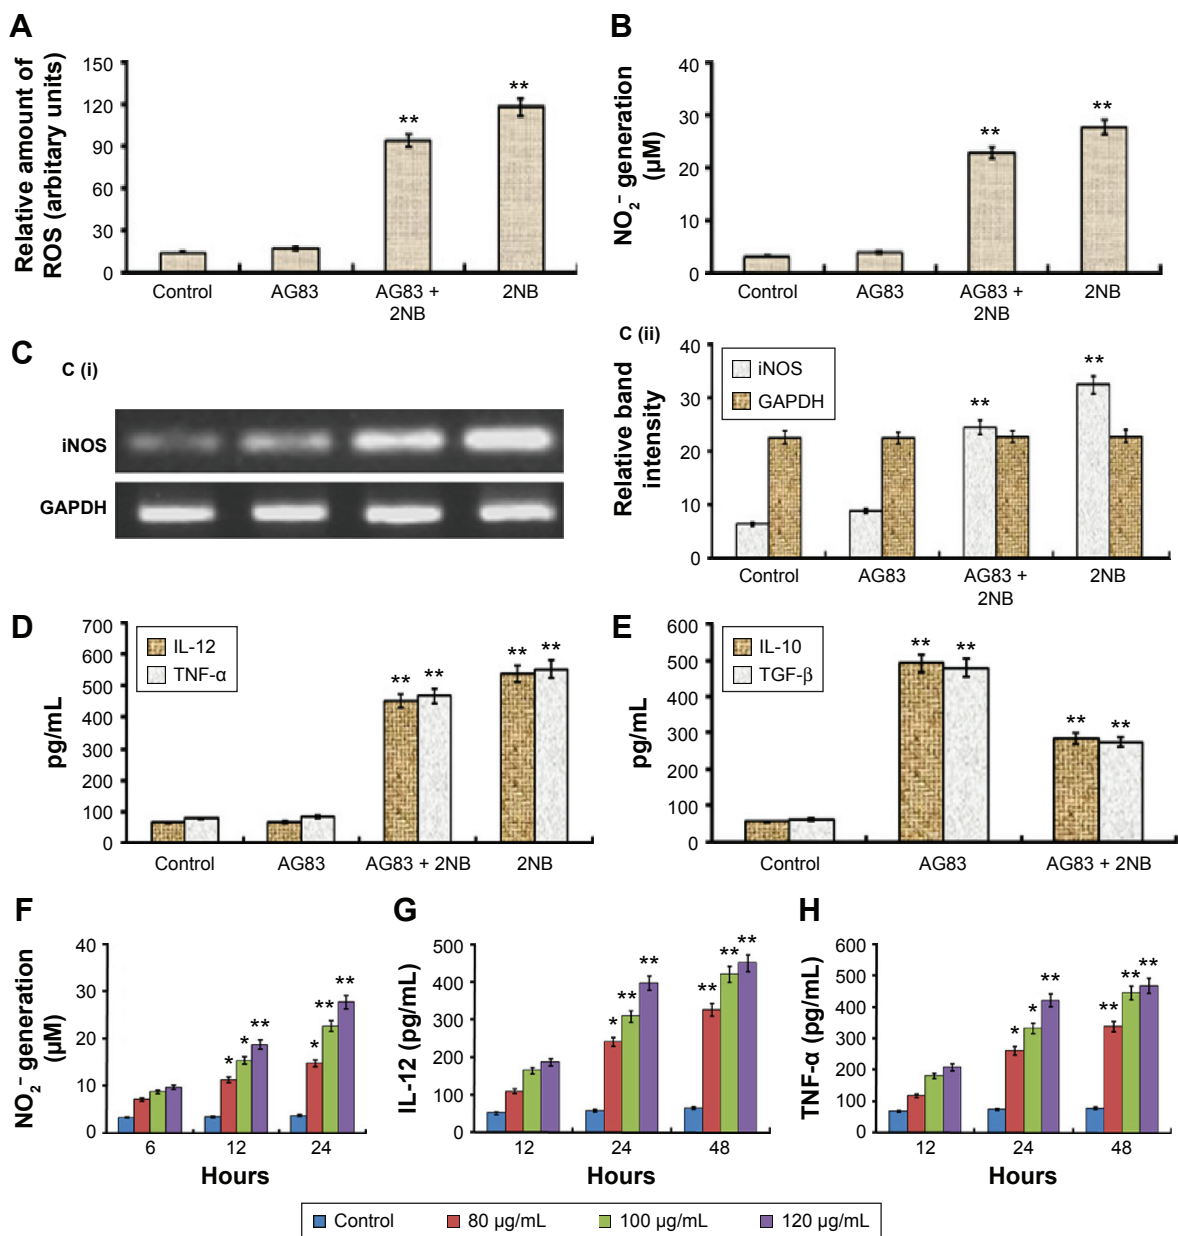 A
Relative amount of
ROS (arbitary units)
150
120
90
60
30
0
**
**
Control
AG83
AG83 +
2NB
2NB
B
NO₂⁻ generation
(µM)
40
30
20
10
0
**
**
Control
AG83
AG83 +
2NB
2NB
C
C (i)
iNOS
GAPDH
C (ii)
Relative band
intensity
40
30
20
10
0
iNOS
GAPDH
**
**
Control
AG83
AG83 +
2NB
2NB
D
pg/mL
700
600
500
400
300
200
100
0
IL-12
TNF-α
** **
** **
Control
AG83
AG83 + 2NB
2NB
E
pg/mL
600
500
400
300
200
100
0
IL-10
TGF-β
** **
** **
Control
AG83
AG83 + 2NB
F
NO₂⁻ generation
(µM)
40
30
20
10
0
* * **
* ** **
6
12
24
Hours
G
IL-12 (pg/mL)
500
400
300
200
100
0
* ** **
** ** **
12
24
48
Hours
H
TNF-α (pg/mL)
600
500
400
300
200
100
0
* * **
** ** **
12
24
48
Hours
Control
80 µg/mL
100 µg/mL
120 µg/mL